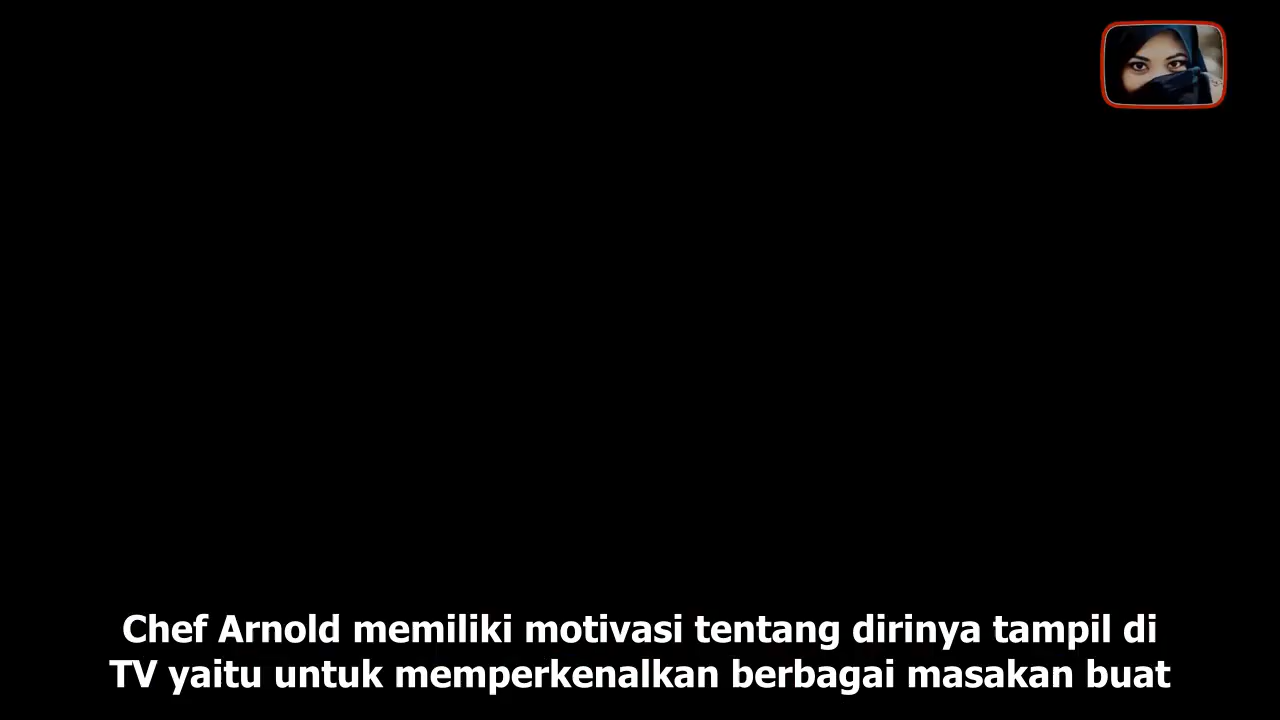 Chef Arnold memiliki motivasi tentang dirinya tampil di
TV yaitu untuk memperkenalkan berbagai masakan buat